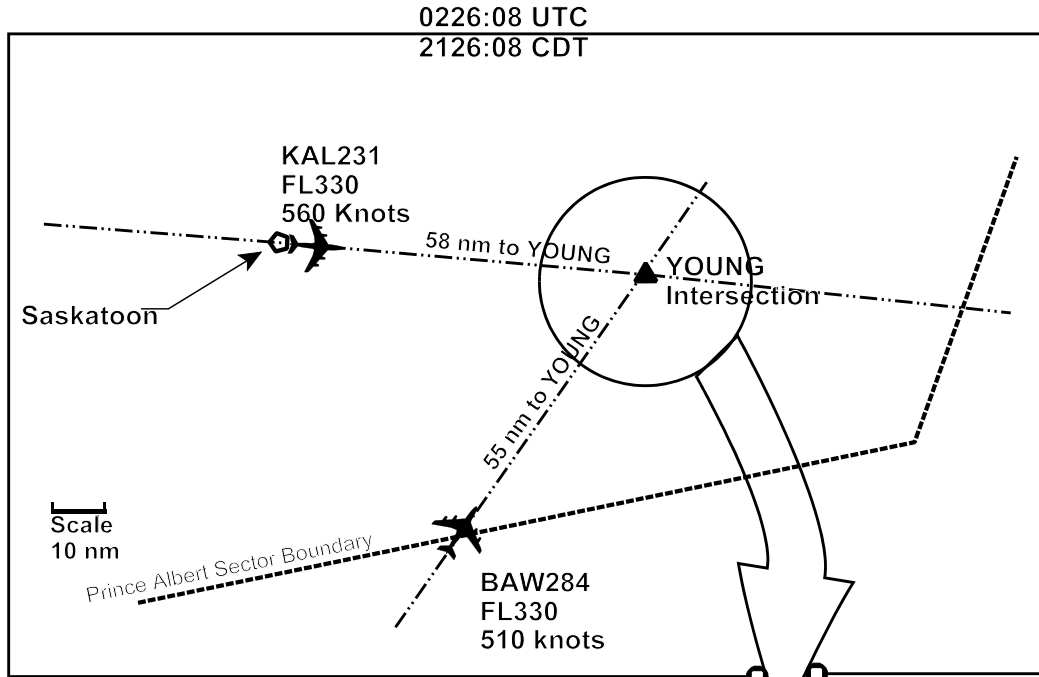 0226:08 UTC
2126:08 CDT
KAL231
FL330
560 Knots
58 nm to YOUNG
YOUNG
Intersection
Saskatoon
55 nm to YOUNG
Scale
10 nm
Prince Albert Sector Boundary
BAW284
FL330
510 knots